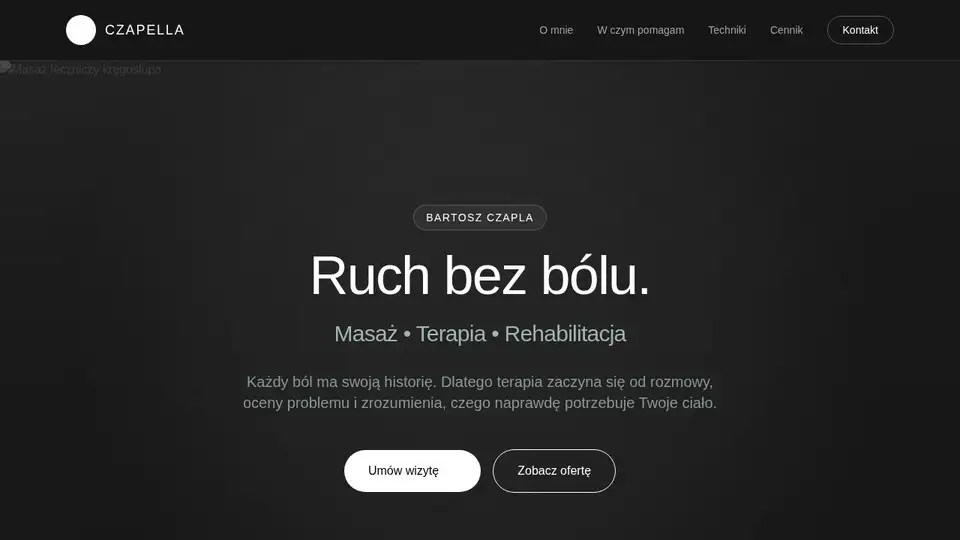 CZAPELLA
O mnie
W czym pomagam
Techniki
Cennik
Kontakt
Masaż leczniczy kręgosłupa
BARTOSZ CZAPLA
Ruch bez bólu.
Masaż • Terapia • Rehabilitacja
Każdy ból ma swoją historię. Dlatego terapia zaczyna się od rozmowy,
oceny problemu i zrozumienia, czego naprawdę potrzebuje Twoje ciało.
Umów wizytę
Zobacz ofertę